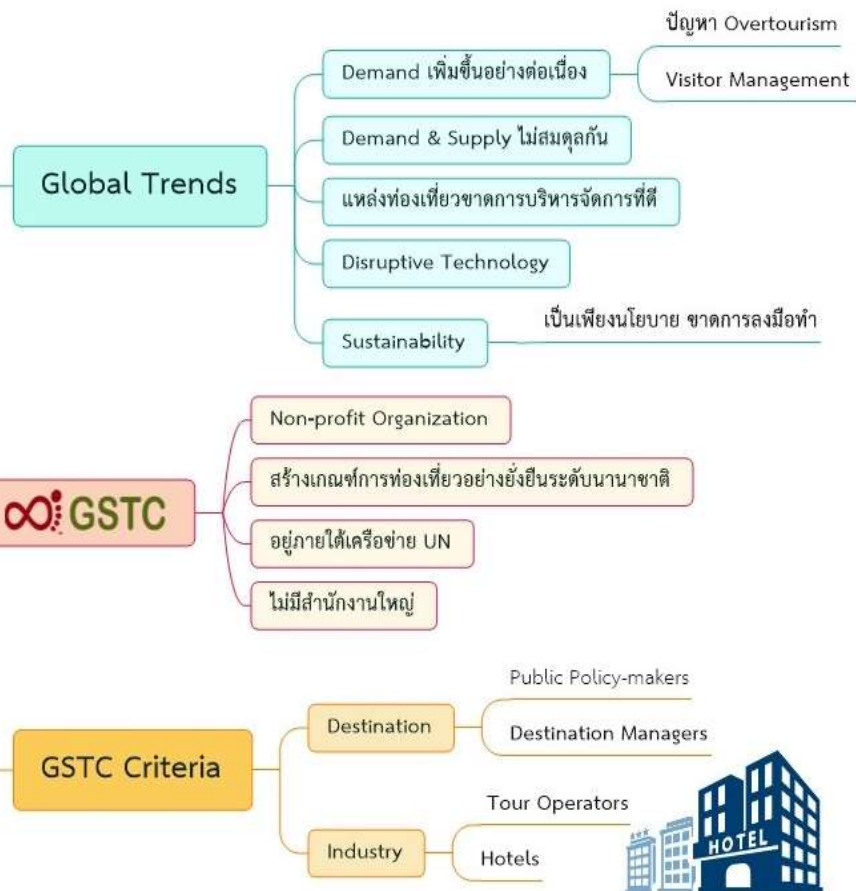 Global Trends
Demand เพิ่มขึ้นอย่างต่อเนื่อง
ปัญหา Overtourism
Visitor Management
Demand & Supply ไม่สมดุลกัน
แหล่งท่องเที่ยวขาดการบริหารจัดการที่ดี
Disruptive Technology
Sustainability
เป็นเพียงนโยบาย ขาดการลงมือทำ
GSTC
Non-profit Organization
สร้างเกณฑ์การท่องเที่ยวอย่างยั่งยืนระดับนานาชาติ
อยู่ภายใต้เครือข่าย UN
ไม่มีสำนักงานใหญ่
GSTC Criteria
Destination
Public Policy-makers
Destination Managers
Industry
Tour Operators
Hotels
HOTEL